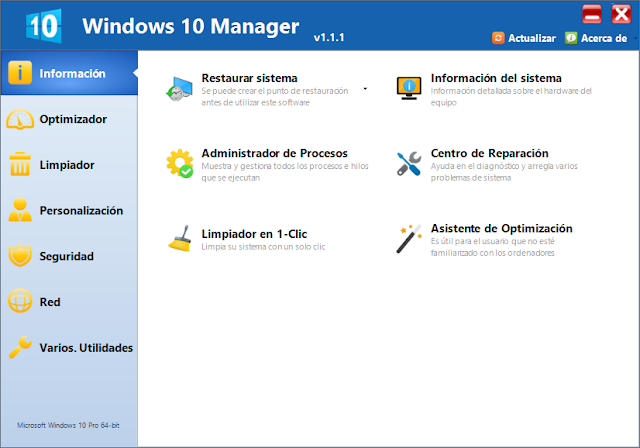 10 Windows 10 Manager v1.1.1
Actualizar Acerca de
Información
Optimizador
Limpiador
Personalización
Seguridad
Red
Varios. Utilidades
Microsoft Windows 10 Pro 64-bit
Restaurar sistema
Se puede crear el punto de restauración
antes de utilizar este software
Información del sistema
Información detallada sobre el hardware del
equipo
Administrador de Procesos
Muestra y gestiona todos los procesos e hilos
que se ejecutan
Centro de Reparación
Ayuda en el diagnóstico y arregla varios
problemas de sistema
Limpiador en 1-Clic
Limpia su sistema con un solo clic
Asistente de Optimización
Es útil para el usuario que no esté
familiarizado con los ordenadores